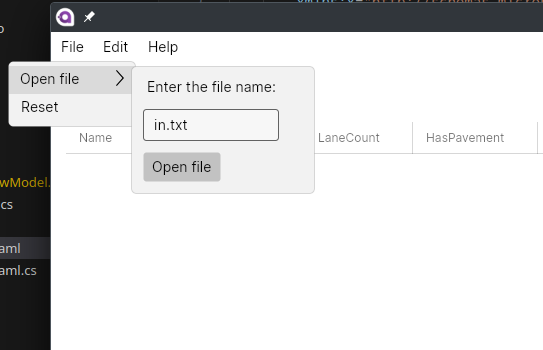 File Edit Help
Open file
Reset
Enter the file name:
in.txt
Open file
Name LaneCount HasPavement
wModel.
cs
aml
aml.cs